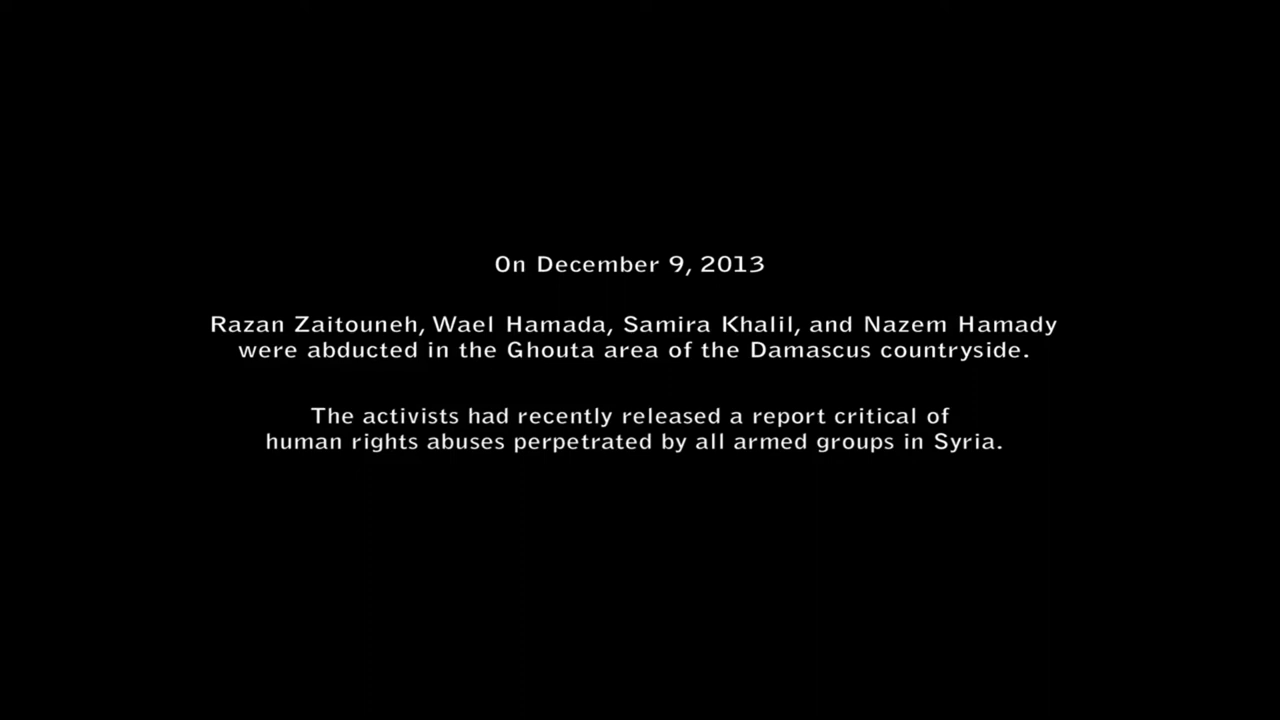 On December 9, 2013
Razan Zaitouneh, Wael Hamada, Samira Khalil, and Nazem Hamady
were abducted in the Ghouta area of the Damascus countryside.
The activists had recently released a report critical of
human rights abuses perpetrated by all armed groups in Syria.